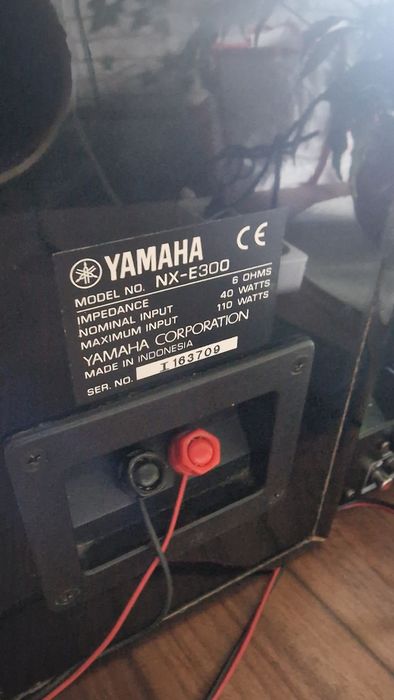 YAMAHA CE
MODEL NO. NX-E300
IMPEDANCE 6 OHMS
NOMINAL INPUT 40 WATTS
MAXIMUM INPUT 110 WATTS
YAMAHA CORPORATION
MADE IN INDONESIA
SER. NO. I 163709